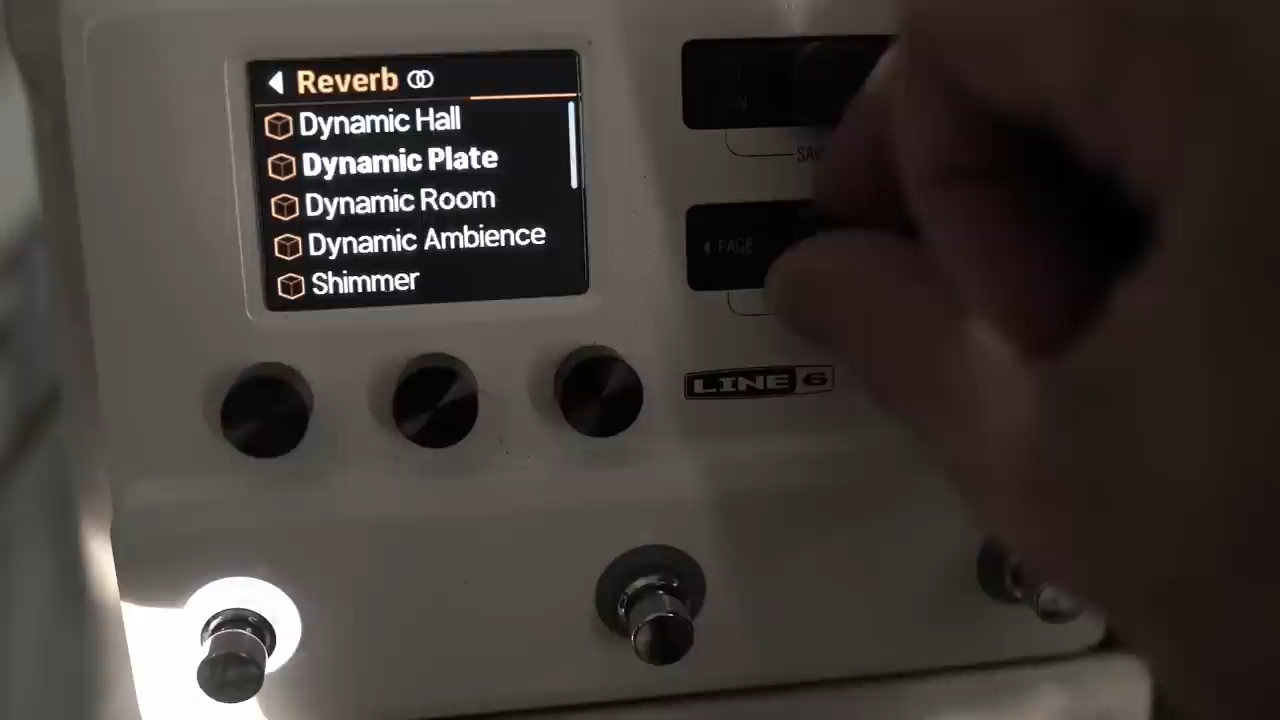 Reverb
Dynamic Hall
Dynamic Plate
Dynamic Room
Dynamic Ambience
Shimmer
PAGE
LINE 6